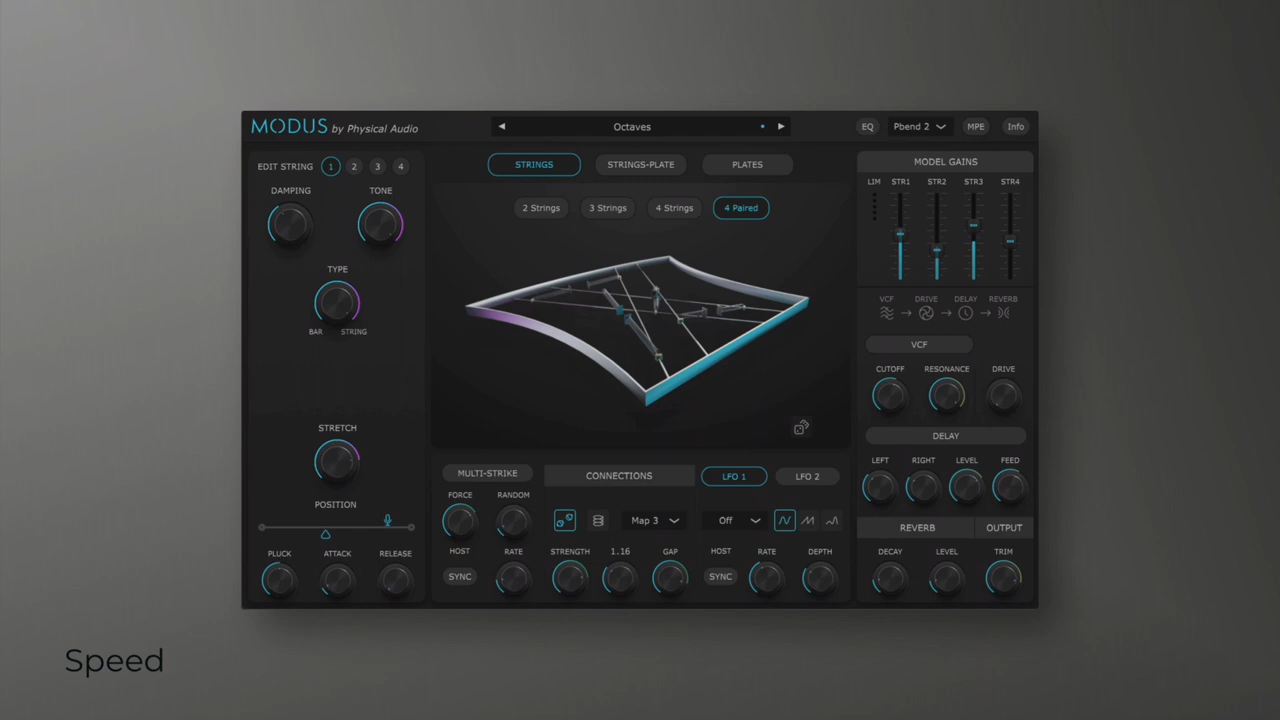 MODUS by Physical Audio
Octaves
EQ
Pbend 2
MPE
Info
EDIT STRING 1 2 3 4
DAMPING
TONE
TYPE
BAR
STRING
STRETCH
POSITION
PLUCK
ATTACK
RELEASE
STRINGS
STRINGS-PLATE
PLATES
2 Strings
3 Strings
4 Strings
4 Paired
MULTI-STRIKE
FORCE
RANDOM
HOST
RATE
SYNC
CONNECTIONS
Map 3
STRENGTH
1.16
GAP
LFO 1
LFO 2
Off
HOST
RATE
DEPTH
SYNC
MODEL GAINS
LIM
STR1
STR2
STR3
STR4
VCF
DRIVE
DELAY
REVERB
VCF
CUTOFF
RESONANCE
DRIVE
DELAY
LEFT
RIGHT
LEVEL
FEED
REVERB
OUTPUT
DECAY
LEVEL
TRIM
Speed